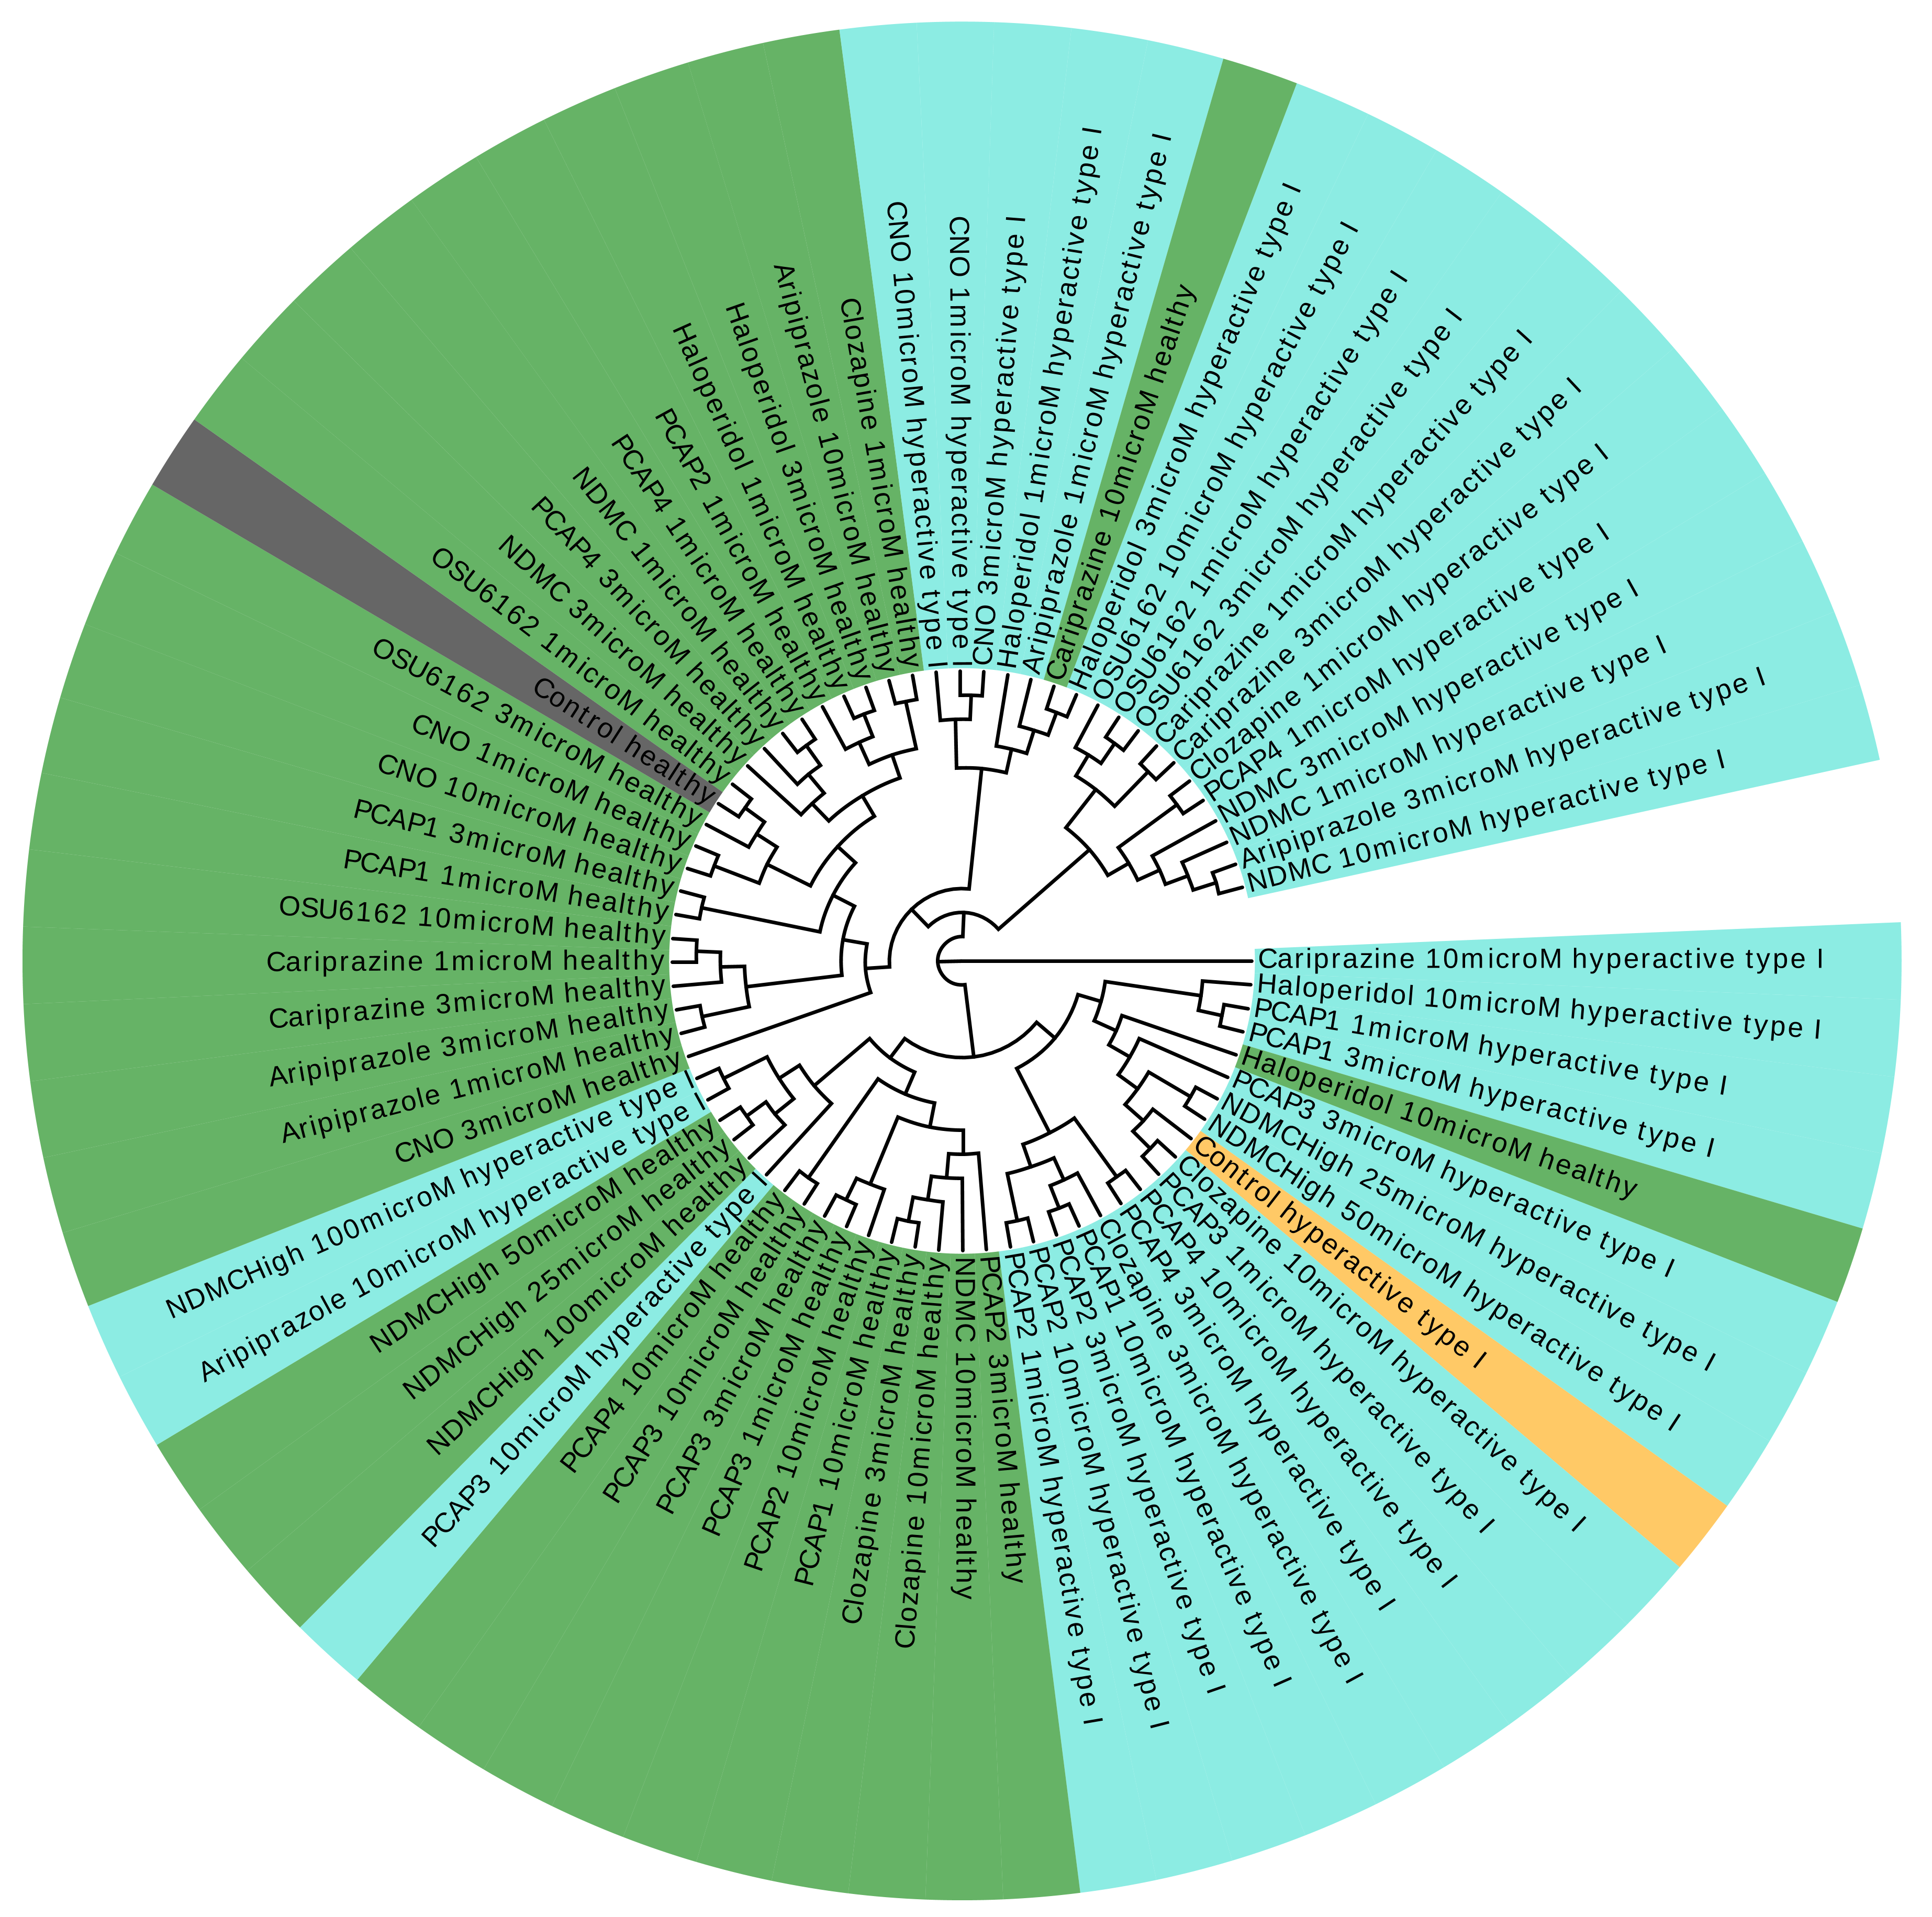 Cariprazine 10microM hyperactive type I
Haloperidol 10microM hyperactive type I
PCAP1 1microM hyperactive type I
PCAP1 3microM hyperactive type I
Haloperidol 10microM healthy
PCAP3 3microM hyperactive type I
NDMCHigh 25microM hyperactive type I
NDMCHigh 50microM hyperactive type I
Control hyperactive type I
Clozapine 10microM hyperactive type I
PCAP3 1microM hyperactive type I
PCAP4 10microM hyperactive type I
PCAP4 3microM hyperactive type I
Clozapine 3microM hyperactive type I
PCAP1 10microM hyperactive type I
PCAP2 3microM hyperactive type I
PCAP2 10microM hyperactive type I
PCAP2 1microM hyperactive type I
PCAP2 3microM healthy
NDMC 10microM healthy
Clozapine 10microM healthy
Clozapine 3microM healthy
PCAP1 10microM healthy
PCAP2 10microM healthy
PCAP3 1microM healthy
PCAP3 3microM healthy
PCAP3 10microM healthy
PCAP4 10microM healthy
PCAP3 10microM hyperactive type I
NDMCHigh 100microM healthy
NDMCHigh 25microM healthy
NDMCHigh 50microM healthy
Aripiprazole 10microM hyperactive type I
NDMCHigh 100microM hyperactive type I
CNO 3microM healthy
Aripiprazole 1microM healthy
Aripiprazole 3microM healthy
Cariprazine 3microM healthy
Cariprazine 1microM healthy
OSU6162 10microM healthy
PCAP1 1microM healthy
PCAP1 3microM healthy
CNO 10microM healthy
CNO 1microM healthy
OSU6162 3microM healthy
Control healthy
OSU6162 1microM healthy
NDMC 3microM healthy
PCAP4 3microM healthy
NDMC 1microM healthy
PCAP4 1microM healthy
PCAP2 1microM healthy
Haloperidol 1microM healthy
Haloperidol 3microM healthy
Aripiprazole 10microM healthy
Clozapine 1microM healthy
CNO 10microM hyperactive type I
CNO 1microM hyperactive type I
CNO 3microM hyperactive type I
Haloperidol 1microM hyperactive type I
Aripiprazole 1microM hyperactive type I
Cariprazine 10microM healthy
Haloperidol 3microM hyperactive type I
OSU6162 10microM hyperactive type I
OSU6162 1microM hyperactive type I
OSU6162 3microM hyperactive type I
Cariprazine 1microM hyperactive type I
Cariprazine 3microM hyperactive type I
Clozapine 1microM hyperactive type I
PCAP4 1microM hyperactive type I
NDMC 3microM hyperactive type I
NDMC 1microM hyperactive type I
Aripiprazole 3microM hyperactive type I
NDMC 10microM hyperactive type I